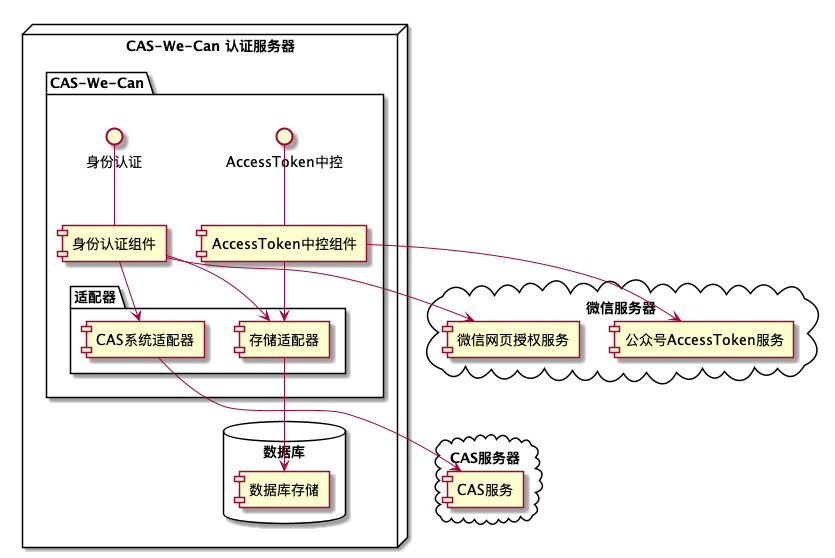 CAS-We-Can 认证服务器
CAS-We-Can
身份认证
AccessToken中控
身份认证组件
AccessToken中控组件
适配器
CAS系统适配器
存储适配器
微信服务器
微信网页授权服务
公众号AccessToken服务
数据库
数据库存储
CAS服务器
CAS服务